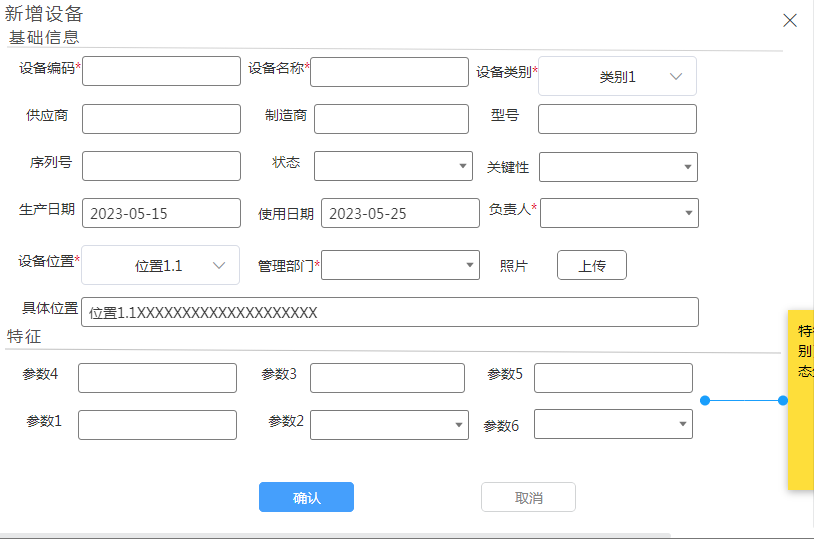 新增设备
基础信息
设备编码* 设备名称* 设备类别* 类别1
供应商 制造商 型号
序列号 状态 关键性
生产日期 2023-05-15 使用日期 2023-05-25 负责人*
设备位置* 位置1.1 管理部门* 照片 上传
具体位置 位置1.1XXXXXXXXXXXXXXXXXXXX
特征
参数4 参数3 参数5
参数1 参数2 参数6
确认 取消
别
态